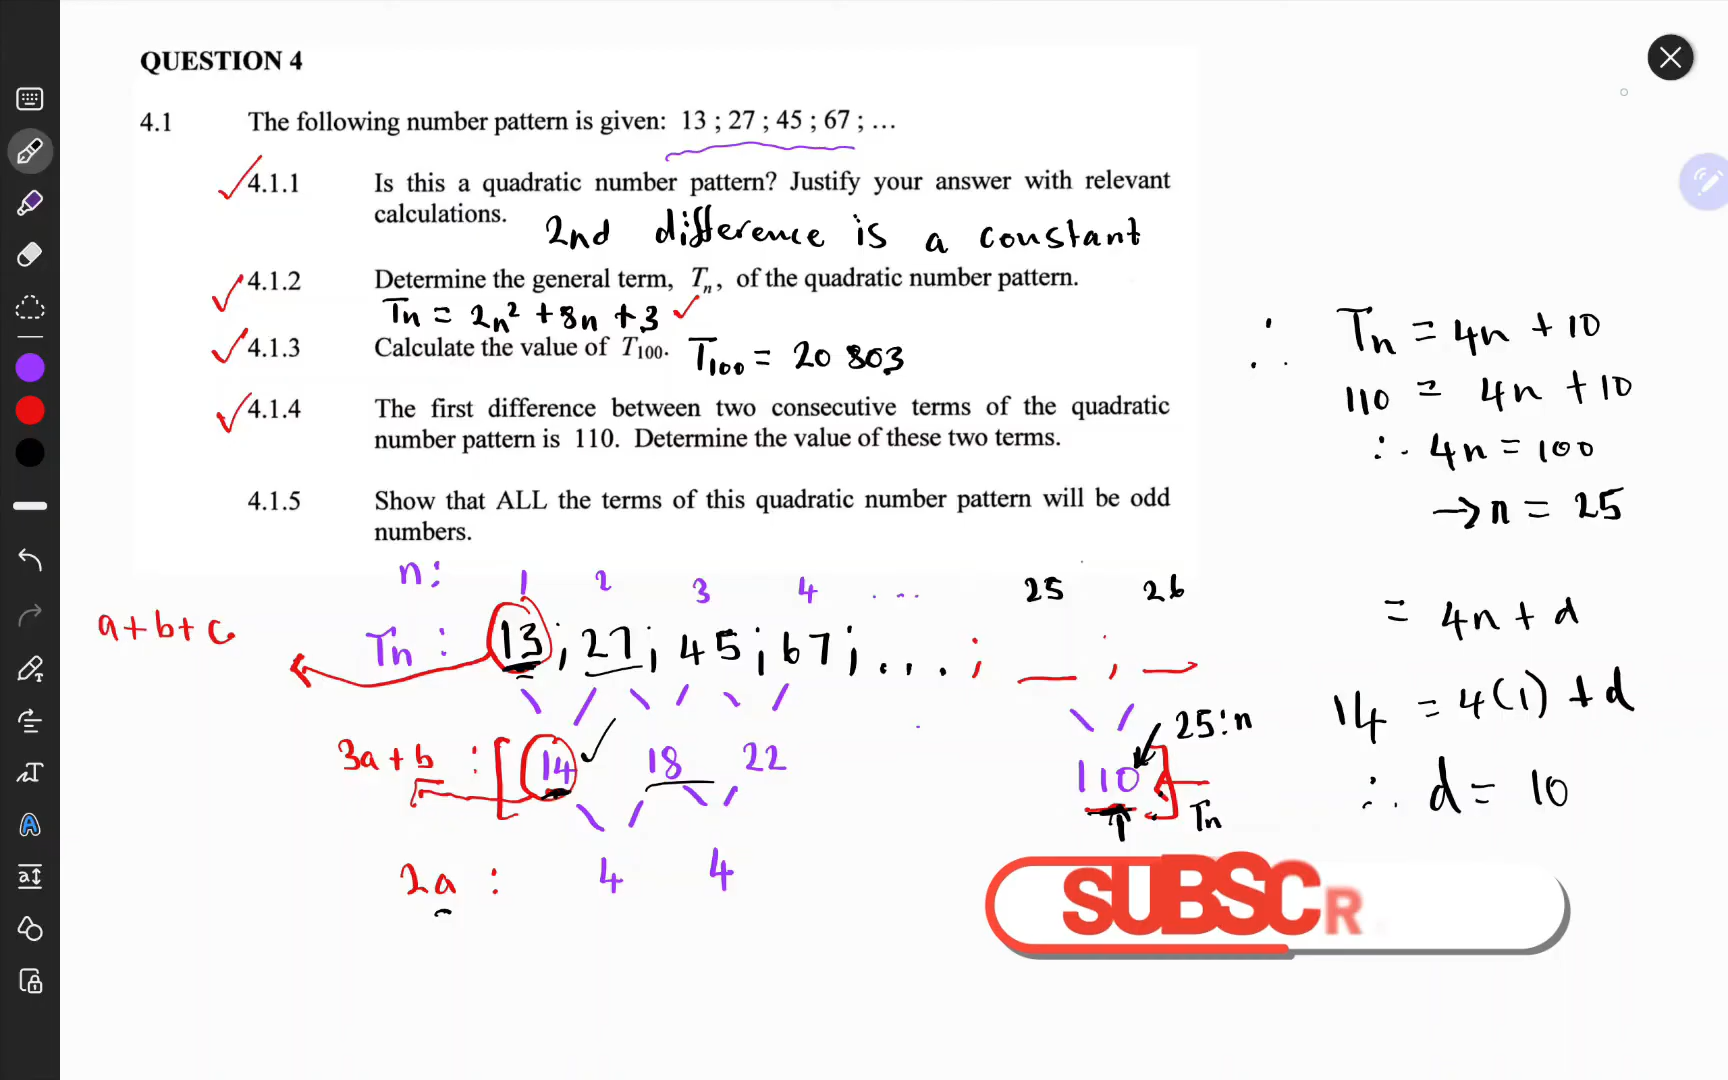 QUESTION 4
4.1 The following number pattern is given: 13 ; 27 ; 45 ; 67 ; ...
4.1.1 Is this a quadratic number pattern? Justify your answer with relevant
calculations. 2nd difference is a constant
4.1.2 Determine the general term, Tn, of the quadratic number pattern.
Tn = 2n² + 8n + 3
4.1.3 Calculate the value of T100. T100 = 20 803
4.1.4 The first difference between two consecutive terms of the quadratic
number pattern is 110. Determine the value of these two terms.
4.1.5 Show that ALL the terms of this quadratic number pattern will be odd
numbers.
∴ Tn = 4n + 10
110 = 4n + 10
∴ 4n = 100
→ n = 25
= 4n + d
14 = 4(1) + d
∴ d = 10
n: 1 2 3 4 ... 25 26
a + b + c Tn : 13 ; 27 ; 45 ; 67 ; ... ; __ ; __
25:n
3a + b : [ 14 18 22 110
Tn
2a : 4 4
SUBSCR